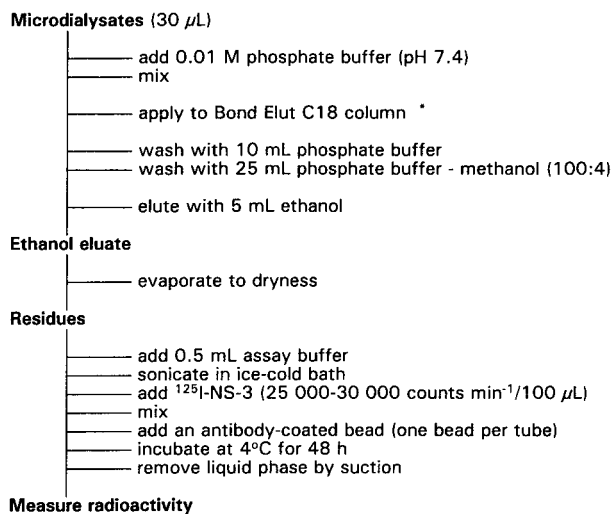 Microdialysates (30 μL)
add 0.01 M phosphate buffer (pH 7.4)
mix
apply to Bond Elut C18 column
wash with 10 mL phosphate buffer
wash with 25 mL phosphate buffer - methanol (100:4)
elute with 5 mL ethanol
Ethanol eluate
evaporate to dryness
Residues
add 0.5 mL assay buffer
sonicate in ice-cold bath
add ¹²⁵I-NS-3 (25 000-30 000 counts min⁻¹/100 μL)
mix
add an antibody-coated bead (one bead per tube)
incubate at 4ºC for 48 h
remove liquid phase by suction
Measure radioactivity